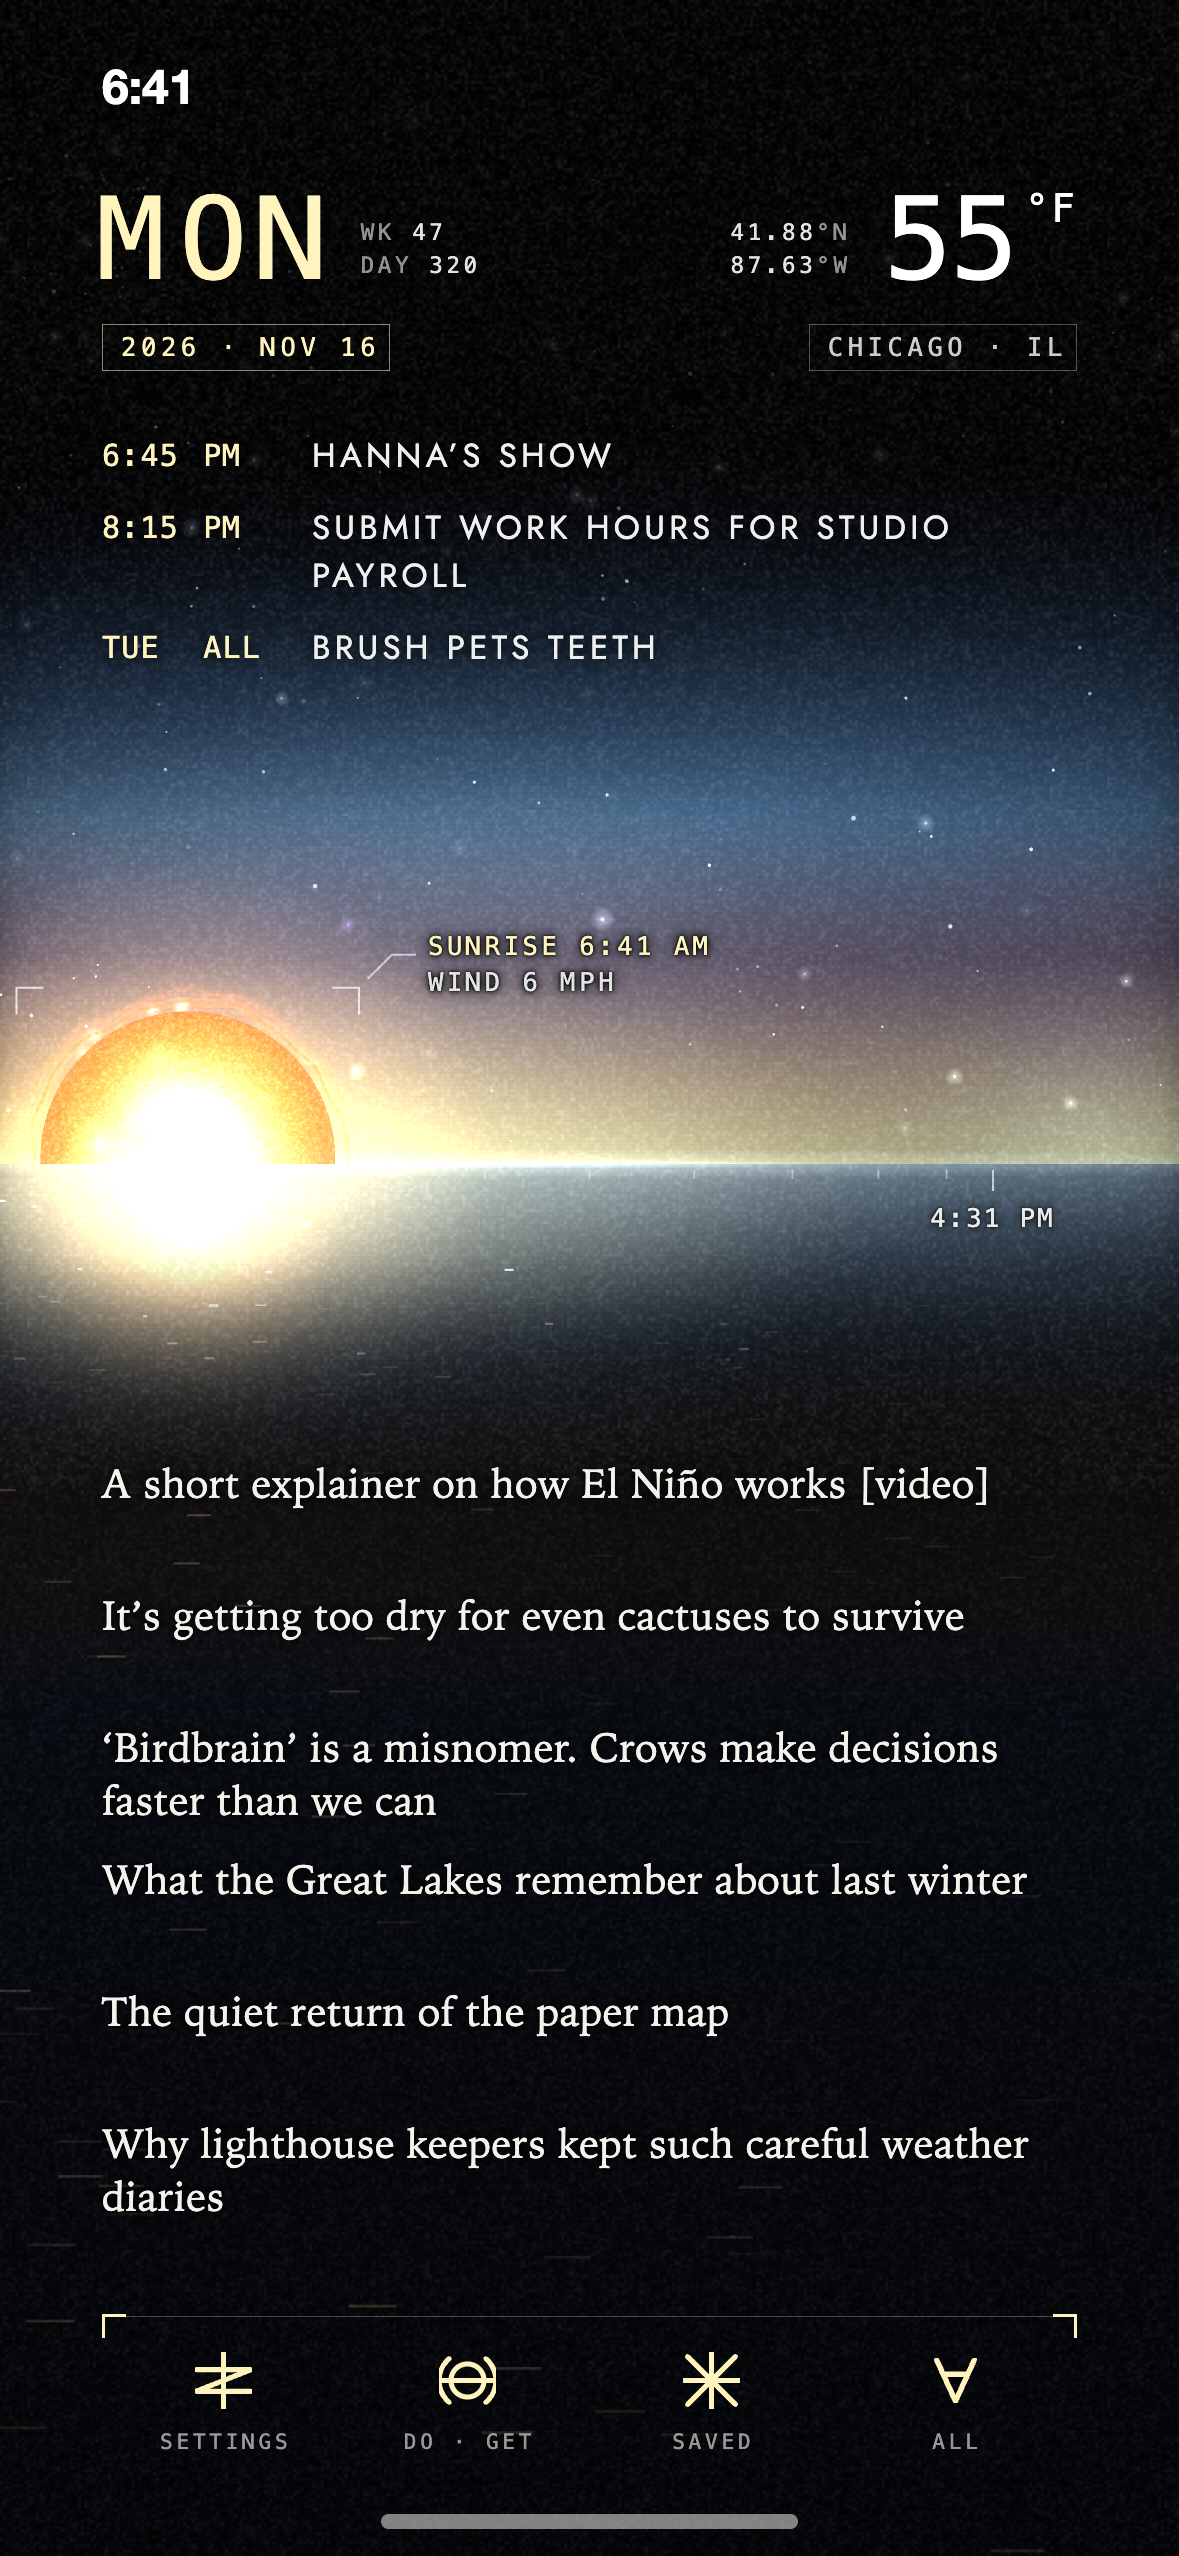 6:41
MON
WK 47
DAY 320
41.88°N
87.63°W
55 °F
2026 · NOV 16
CHICAGO · IL
6:45 PM HANNA’S SHOW
8:15 PM SUBMIT WORK HOURS FOR STUDIO
PAYROLL
TUE ALL BRUSH PETS TEETH
SUNRISE 6:41 AM
WIND 6 MPH
4:31 PM
A short explainer on how El Niño works [video]
It’s getting too dry for even cactuses to survive
‘Birdbrain’ is a misnomer. Crows make decisions
faster than we can
What the Great Lakes remember about last winter
The quiet return of the paper map
Why lighthouse keepers kept such careful weather
diaries
SETTINGS
DO · GET
SAVED
ALL